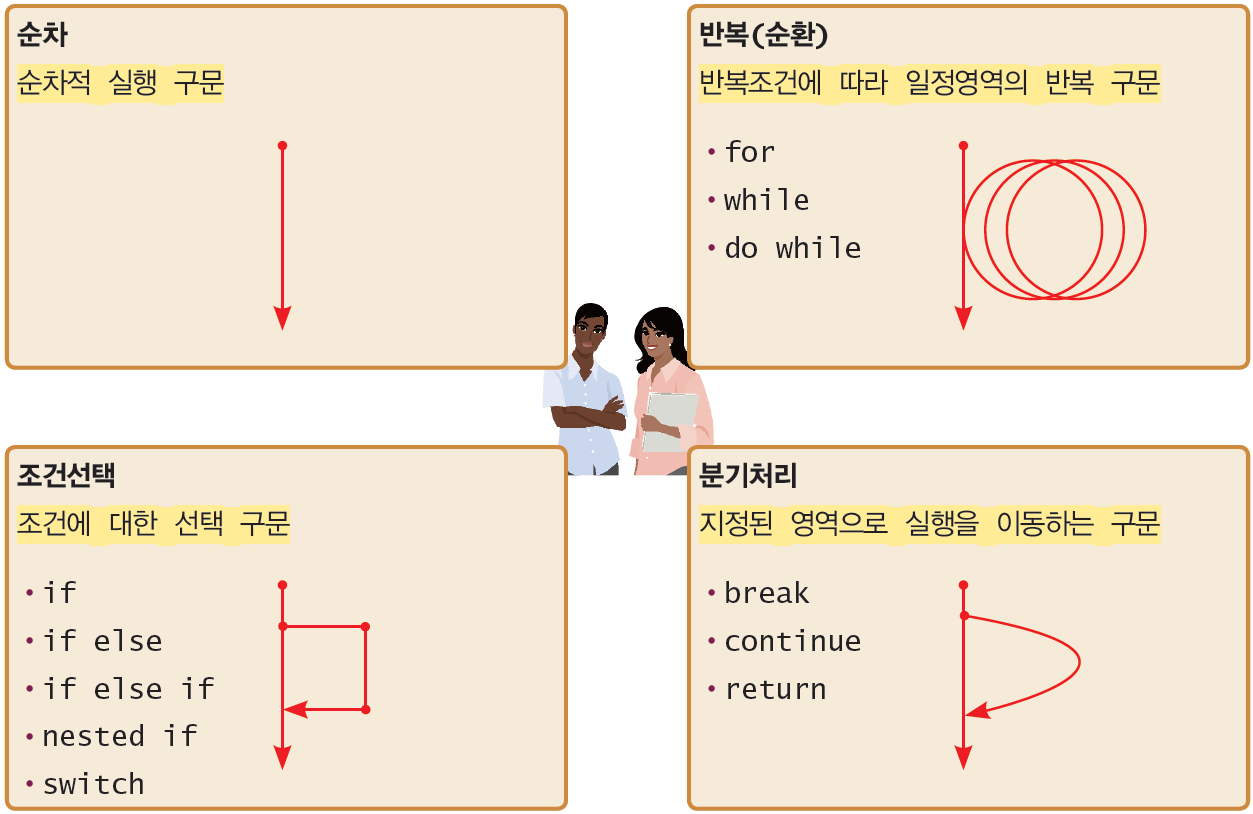 순차
순차적 실행 구문
반복(순환)
반복조건에 따라 일정영역의 반복 구문
• for
• while
• do while
조건선택
조건에 대한 선택 구문
• if
• if else
• if else if
• nested if
• switch
분기처리
지정된 영역으로 실행을 이동하는 구문
• break
• continue
• return